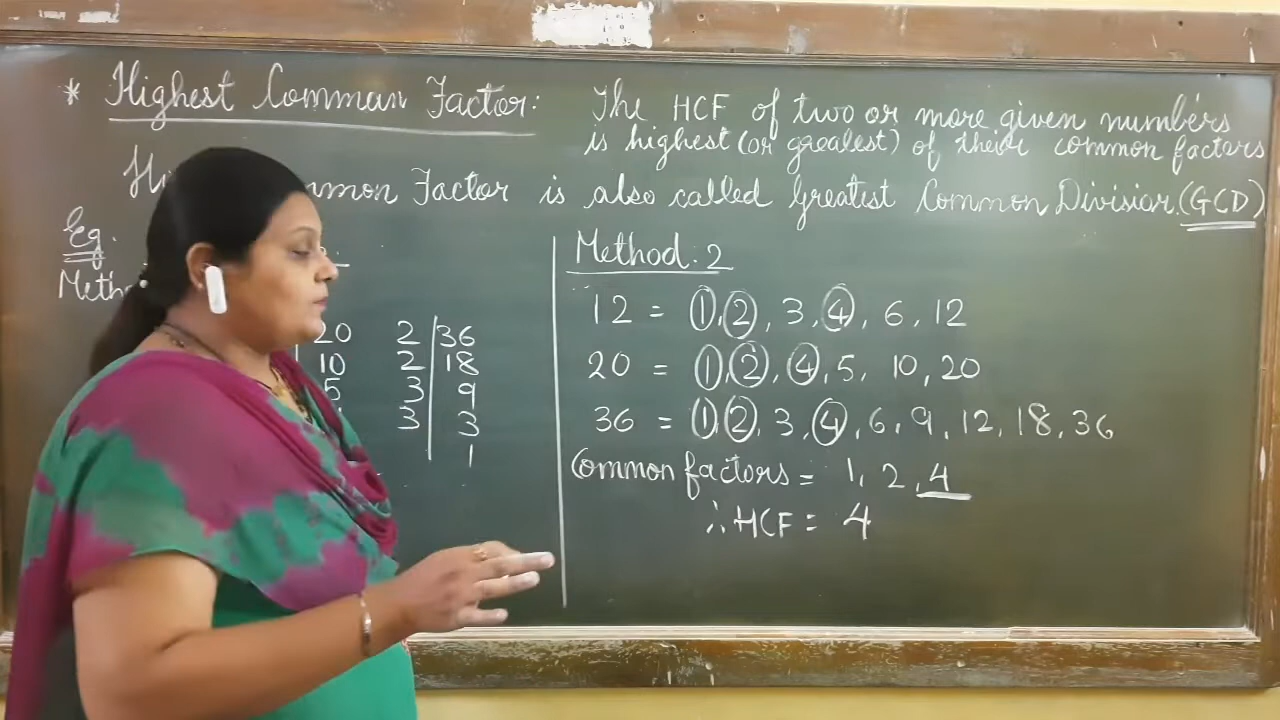 * Highest Common Factor:
The HCF of two or more given numbers
is highest (or greatest) of their common factors
Factor is also called Greatest Common Divisior. (GCD)
Eg.
20
10
5
2 36
2 18
3 9
3 3
1
Method: 2
12 = 1, 2, 3, 4, 6, 12
20 = 1, 2, 4, 5, 10, 20
36 = 1, 2, 3, 4, 6, 9, 12, 18, 36
Common factors = 1, 2, 4
∴ HCF = 4